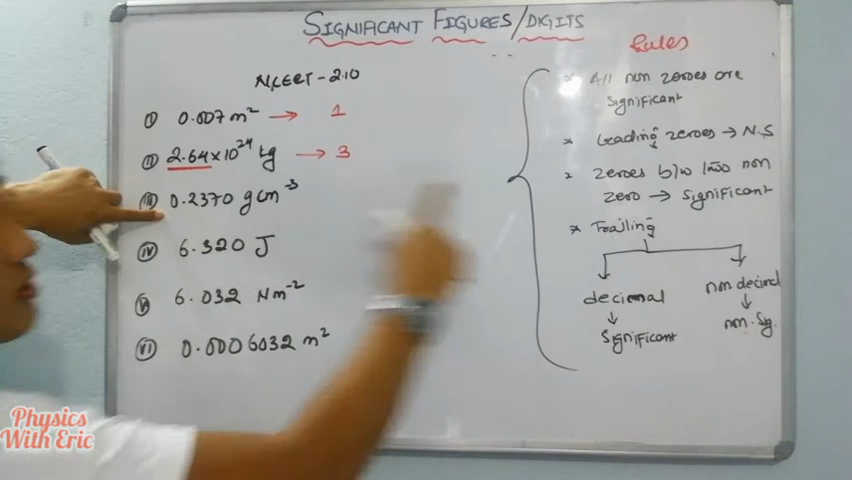 SIGNIFICANT FIGURES/DIGITS
Rules
NCERT-2.10
(i) 0.007 m² → 1
(ii) 2.64×10²⁴ kg → 3
(iii) 0.2370 g cm⁻³
(iv) 6.320 J
(v) 6.032 Nm⁻²
(vi) 0.0006032 m²
* All non zeroes are
significant
* Leading zeroes → N.S
* zeroes b/w two non
zero → significant
* Trailing
decimal
non decimal
↓
significant
↓
non. Sig.
Physics
With Eric